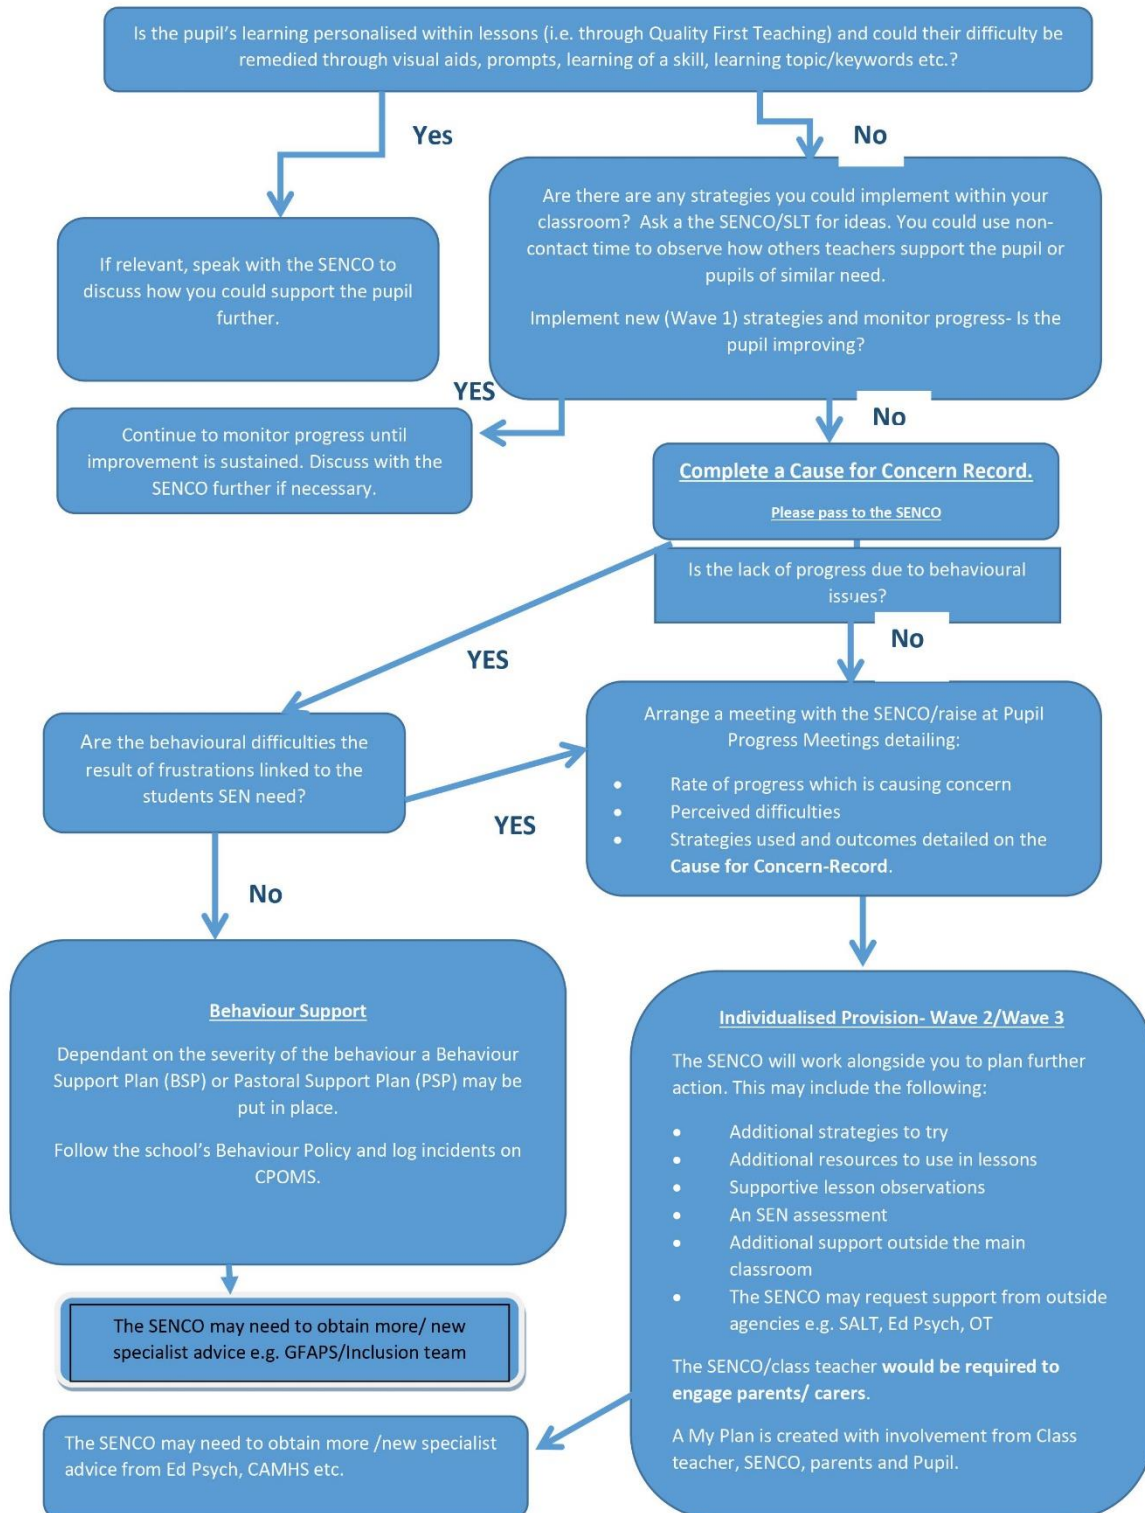 Is the pupil’s learning personalised within lessons (i.e. through Quality First Teaching) and could their difficulty be
remedied through visual aids, prompts, learning of a skill, learning topic/keywords etc.?
Yes
No
Are there are any strategies you could implement within your
classroom? Ask a the SENCO/SLT for ideas. You could use non-
contact time to observe how others teachers support the pupil or
pupils of similar need.
Implement new (Wave 1) strategies and monitor progress- Is the
pupil improving?
If relevant, speak with the SENCO to
discuss how you could support the pupil
further.
YES
No
Continue to monitor progress until
improvement is sustained. Discuss with the
SENCO further if necessary.
Complete a Cause for Concern Record.
Please pass to the SENCO
Is the lack of progress due to behavioural
issues?
YES
No
Are the behavioural difficulties the
result of frustrations linked to the
students SEN need?
YES
No
Arrange a meeting with the SENCO/raise at Pupil
Progress Meetings detailing:
• Rate of progress which is causing concern
• Perceived difficulties
• Strategies used and outcomes detailed on the
Cause for Concern-Record.
Behaviour Support
Dependant on the severity of the behaviour a Behaviour
Support Plan (BSP) or Pastoral Support Plan (PSP) may be
put in place.
Follow the school’s Behaviour Policy and log incidents on
CPOMS.
The SENCO may need to obtain more/ new
specialist advice e.g. GFAPS/Inclusion team
Individualised Provision- Wave 2/Wave 3
The SENCO will work alongside you to plan further
action. This may include the following:
• Additional strategies to try
• Additional resources to use in lessons
• Supportive lesson observations
• An SEN assessment
• Additional support outside the main
classroom
• The SENCO may request support from outside
agencies e.g. SALT, Ed Psych, OT
The SENCO/class teacher would be required to
engage parents/ carers.
A My Plan is created with involvement from Class
teacher, SENCO, parents and Pupil.
The SENCO may need to obtain more /new specialist
advice from Ed Psych, CAMHS etc.